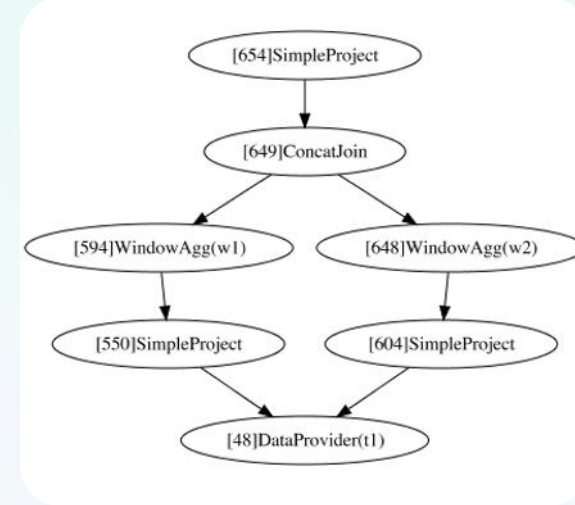 [654]SimpleProject
[649]ConcatJoin
[594]WindowAgg(w1)
[648]WindowAgg(w2)
[550]SimpleProject
[604]SimpleProject
[48]DataProvider(t1)